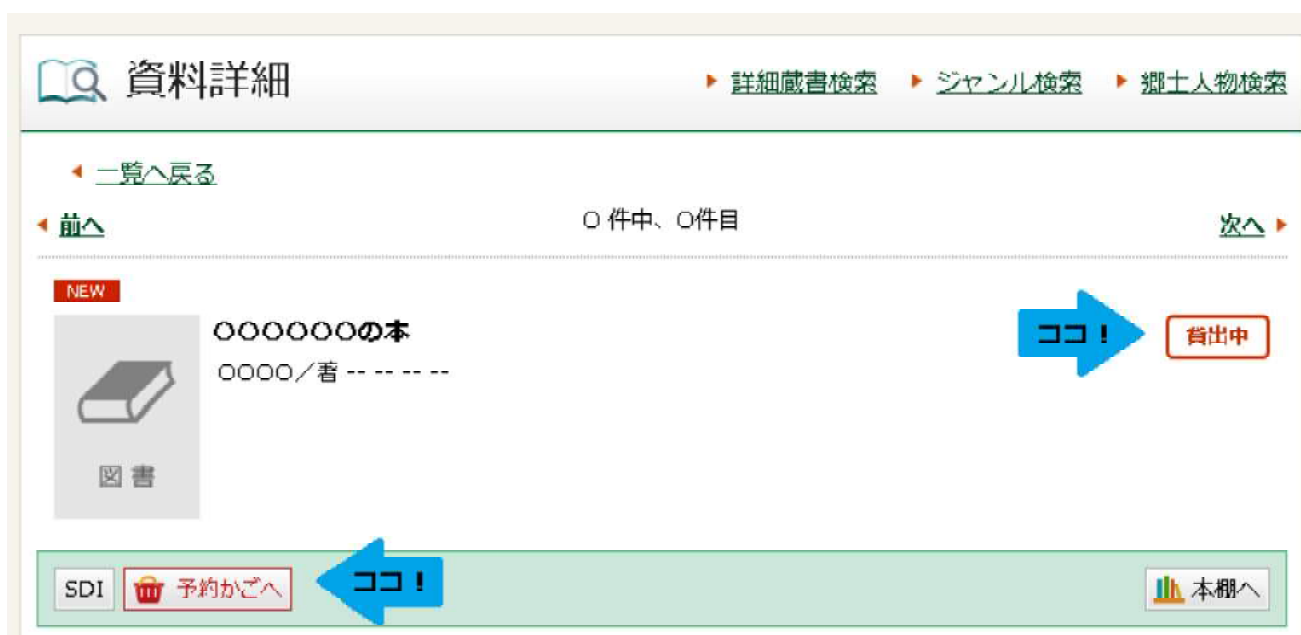 資料詳細
詳細蔵書検索 ジャンル検索 郷土人物検索
一覧へ戻る
前へ ○ 件中、○件目 次へ
NEW
○○○○○○の本
ココ！ 貸出中
○○○○／著 -- -- -- --
図書
SDI 予約かごへ ココ！ 本棚へ